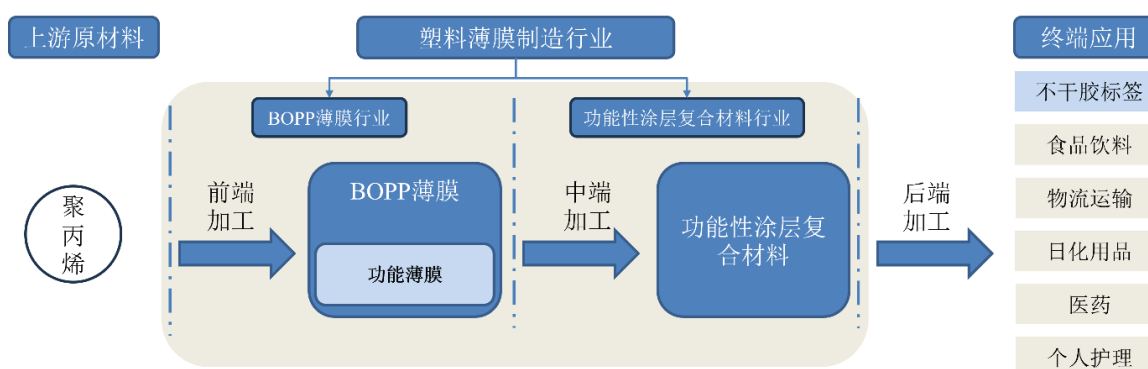 上游原材料
塑料薄膜制造行业
终端应用
BOPP薄膜行业
功能性涂层复合材料行业
聚
丙
烯
前端
加工
BOPP薄膜
功能薄膜
中端
加工
功能性涂层复
合材料
后端
加工
不干胶标签
食品饮料
物流运输
日化用品
医药
个人护理